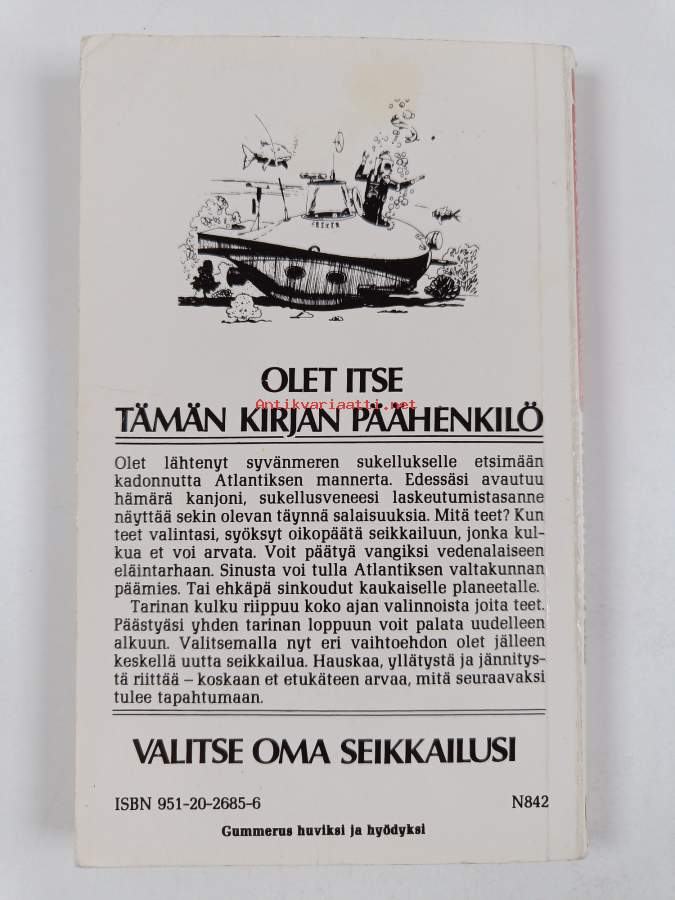 OLET ITSE
Antikvariaatti.net
TÄMÄN KIRJAN PÄÄHENKILÖ
Olet lähtenyt syvänmeren sukellukselle etsimään
kadonnutta Atlantiksen mannerta. Edessäsi avautuu
hämärä kanjoni, sukellusveneesi laskeutumistasanne
näyttää sekin olevan täynnä salaisuuksia. Mitä teet? Kun
teet valintasi, syöksyt oikopäätä seikkailuun, jonka kul-
kua et voi arvata. Voit päätyä vangiksi vedenalaiseen
eläintarhaan. Sinusta voi tulla Atlantiksen valtakunnan
päämies. Tai ehkäpä sinkoudut kaukaiselle planeetalle.
Tarinan kulku riippuu koko ajan valinnoista joita teet.
Päästyäsi yhden tarinan loppuun voit palata uudelleen
alkuun. Valitsemalla nyt eri vaihtoehdon olet jälleen
keskellä uutta seikkailua. Hauskaa, yllätystä ja jännitys-
tä riittää – koskaan et etukäteen arvaa, mitä seuraavaksi
tulee tapahtumaan.
VALITSE OMA SEIKKAILUSI
ISBN 951-20-2685-6 N842
Gummerus huviksi ja hyödyksi